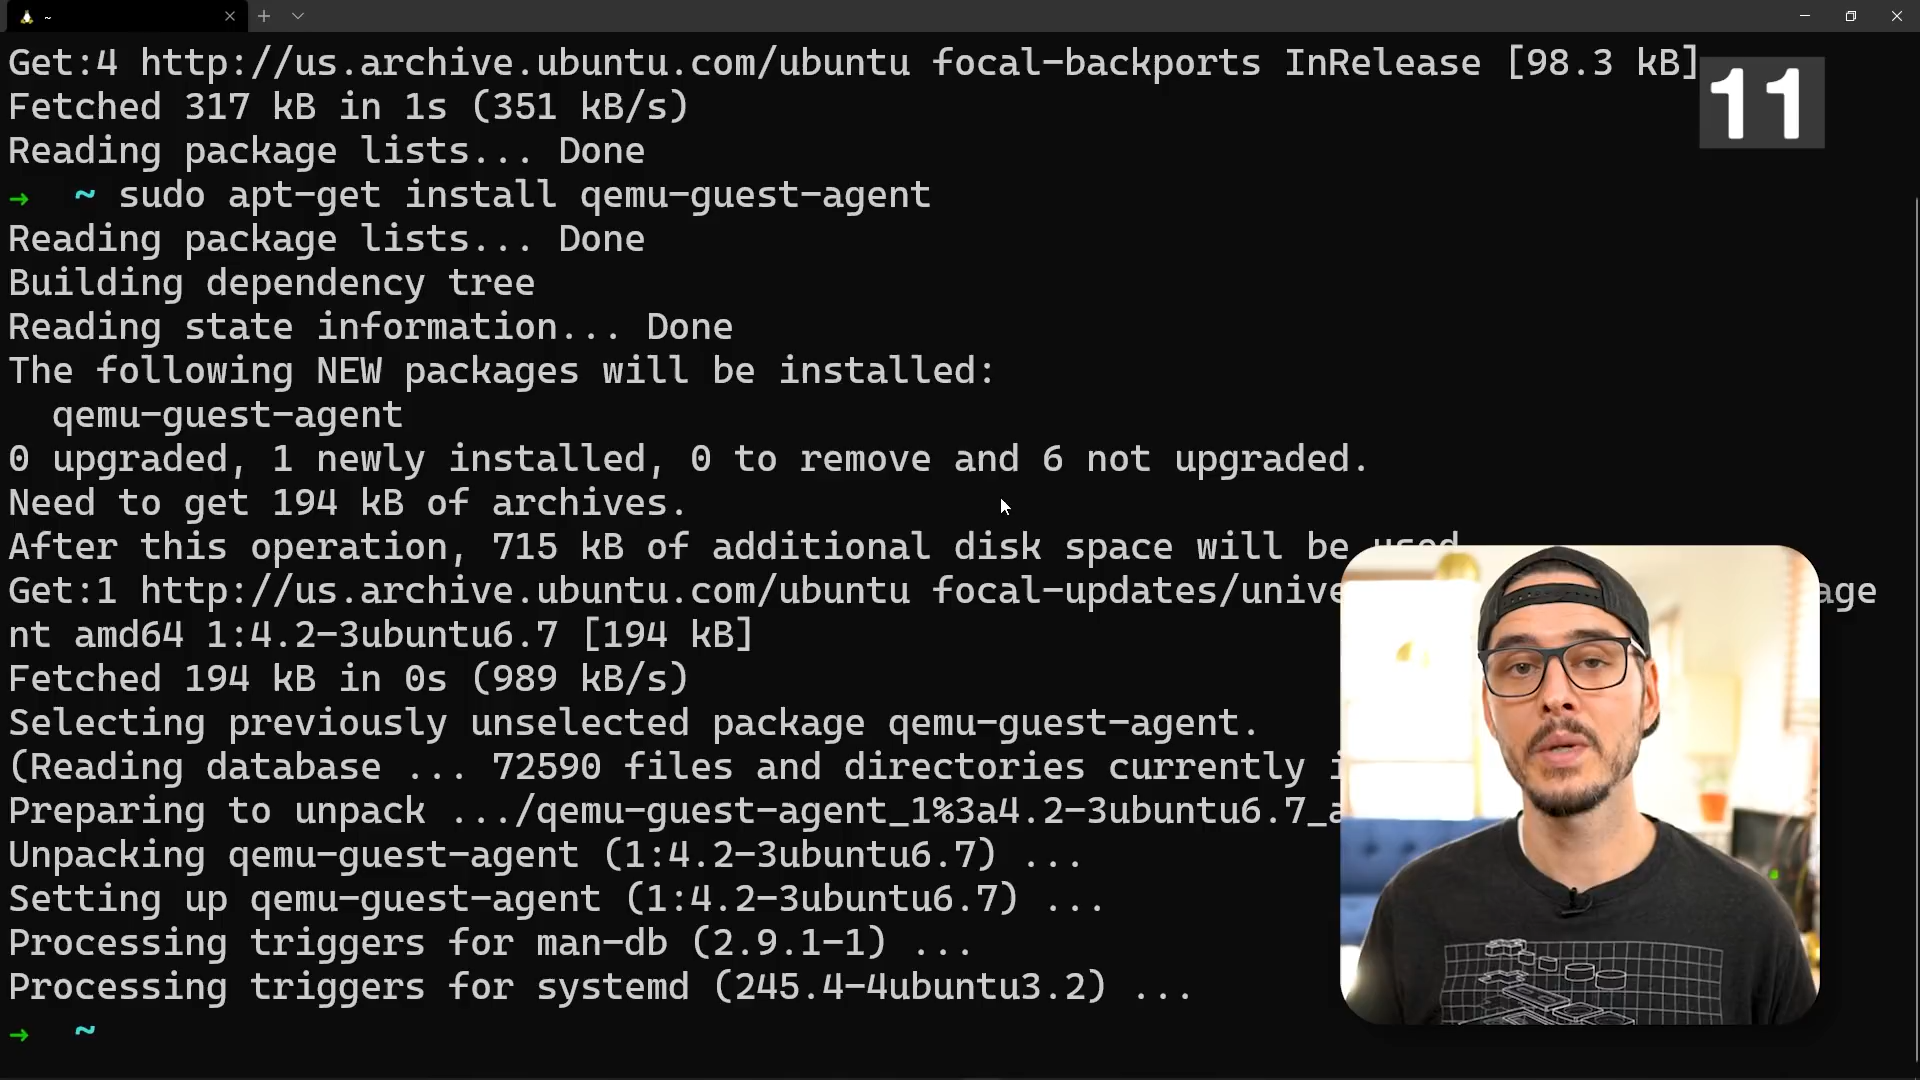 ~
Get:4 http://us.archive.ubuntu.com/ubuntu focal-backports InRelease [98.3 kB]
11
Fetched 317 kB in 1s (351 kB/s)
Reading package lists... Done
→ ~ sudo apt-get install qemu-guest-agent
Reading package lists... Done
Building dependency tree
Reading state information... Done
The following NEW packages will be installed:
qemu-guest-agent
0 upgraded, 1 newly installed, 0 to remove and 6 not upgraded.
Need to get 194 kB of archives.
After this operation, 715 kB of additional disk space will be used
Get:1 http://us.archive.ubuntu.com/ubuntu focal-updates/unive age
nt amd64 1:4.2-3ubuntu6.7 [194 kB]
Fetched 194 kB in 0s (989 kB/s)
Selecting previously unselected package qemu-guest-agent.
(Reading database ... 72590 files and directories currently i
Preparing to unpack .../qemu-guest-agent_1%3a4.2-3ubuntu6.7_a
Unpacking qemu-guest-agent (1:4.2-3ubuntu6.7) ...
Setting up qemu-guest-agent (1:4.2-3ubuntu6.7) ...
Processing triggers for man-db (2.9.1-1) ...
Processing triggers for systemd (245.4-4ubuntu3.2) ...
→ ~